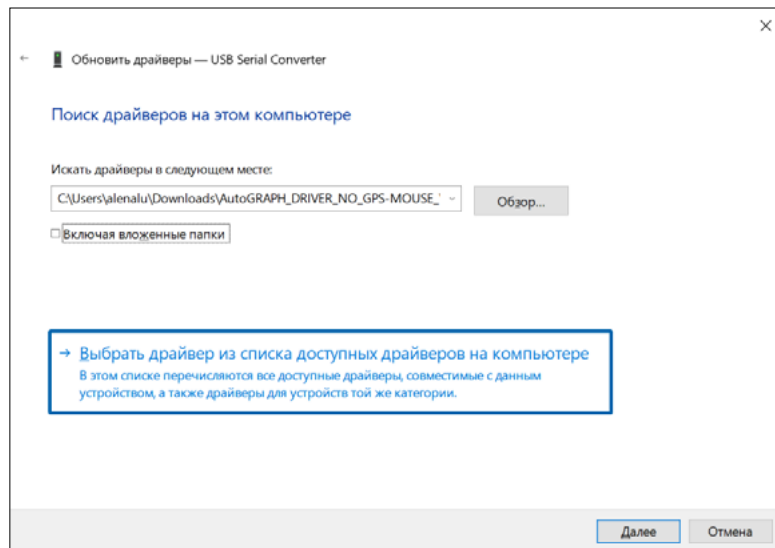 Обновить драйверы — USB Serial Converter
Поиск драйверов на этом компьютере
Искать драйверы в следующем месте:
C:\Users\alenalu\Downloads\AutoGRAPH_DRIVER_NO_GPS-MOUSE_
Обзор...
Включая вложенные папки
→ Выбрать драйвер из списка доступных драйверов на компьютере
В этом списке перечисляются все доступные драйверы, совместимые с данным
устройством, а также драйверы для устройств той же категории.
Далее
Отмена